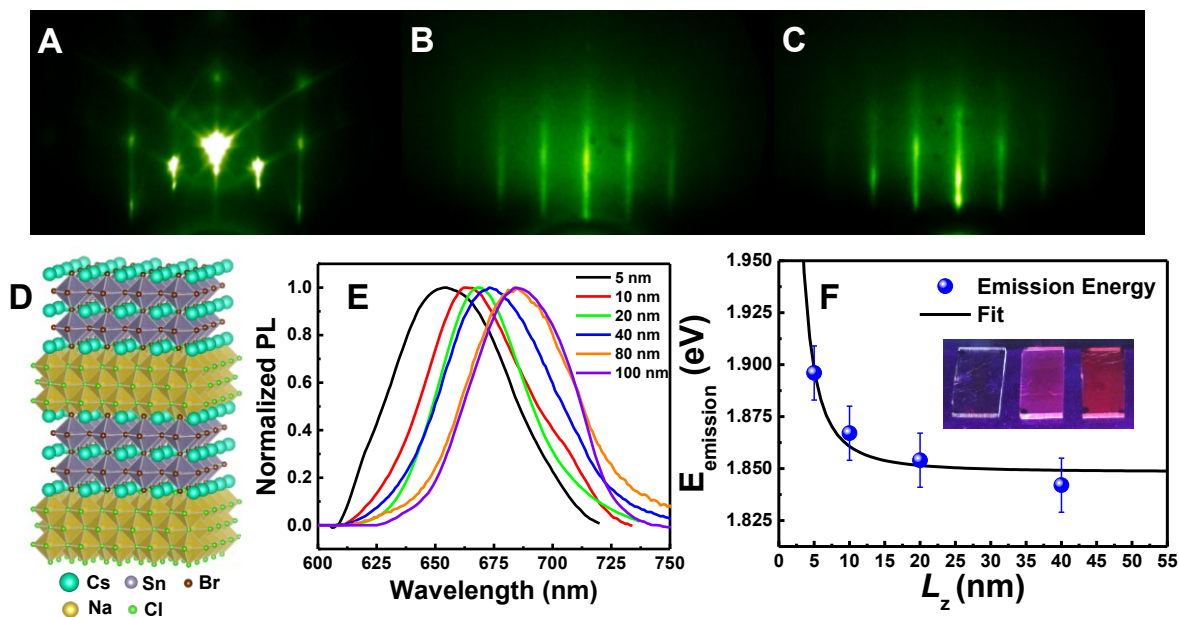 A
B
C
D
Cs Sn Br
Na Cl
E
Normalized PL
1.0
0.8
0.6
0.4
0.2
0.0
5 nm
10 nm
20 nm
40 nm
80 nm
100 nm
600 625 650 675 700 725 750
Wavelength (nm)
F
E_emission (eV)
1.950
1.925
1.900
1.875
1.850
1.825
Emission Energy
Fit
0 5 10 15 20 25 30 35 40 45 50 55
L_z (nm)